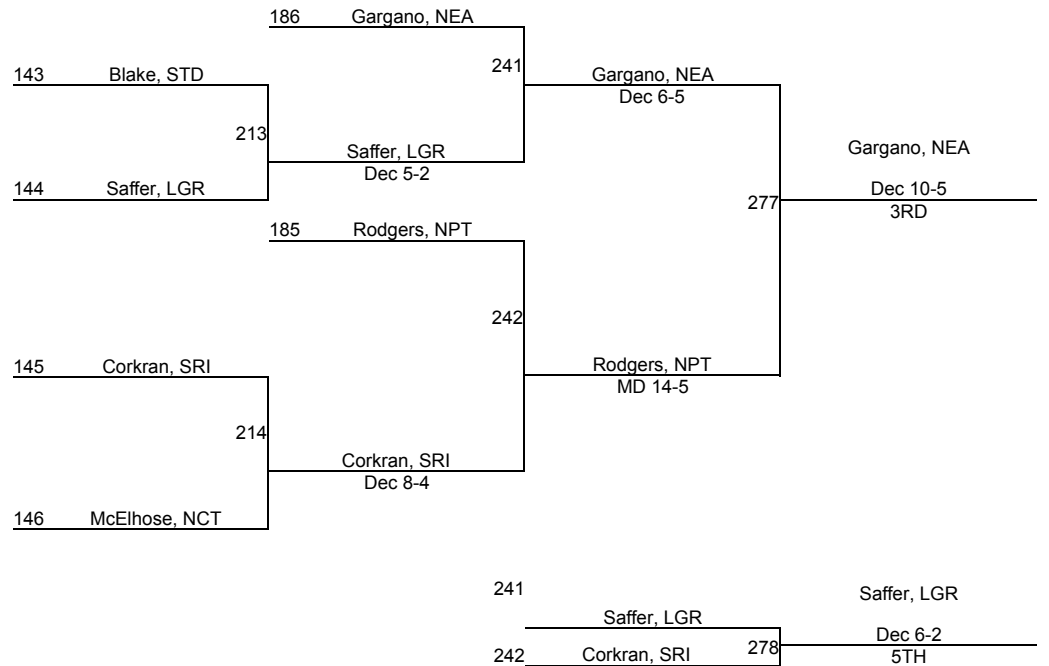 186 Gargano, NEA
143 Blake, STD
241 Gargano, NEA
Dec 6-5
213
Saffer, LGR
Dec 5-2
Gargano, NEA
144 Saffer, LGR
277 Dec 10-5
3RD
185 Rodgers, NPT
242
145 Corkran, SRI
Rodgers, NPT
MD 14-5
214
Corkran, SRI
Dec 8-4
146 McElhose, NCT
241
Saffer, LGR
Saffer, LGR
278 Dec 6-2
5TH
242 Corkran, SRI